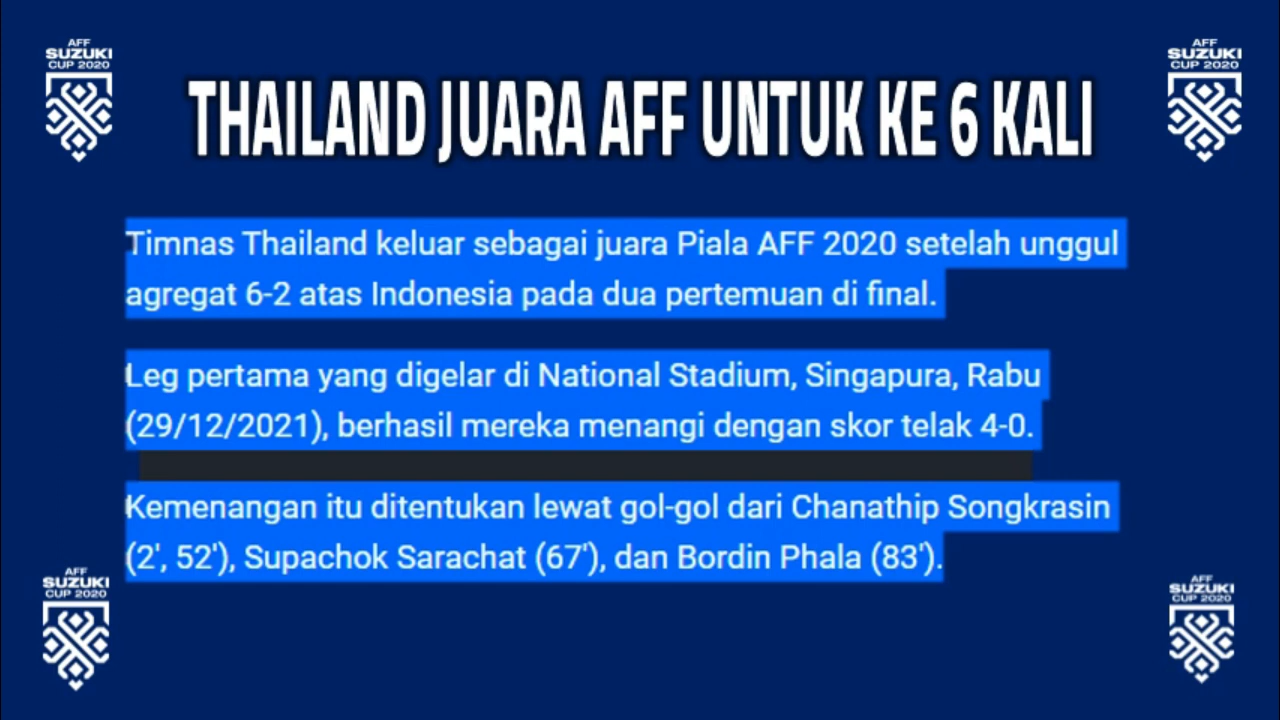 AFF
SUZUKI
CUP 2020
AFF
SUZUKI
CUP 2020
THAILAND JUARA AFF UNTUK KE 6 KALI
Timnas Thailand keluar sebagai juara Piala AFF 2020 setelah unggul
agregat 6-2 atas Indonesia pada dua pertemuan di final.
Leg pertama yang digelar di National Stadium, Singapura, Rabu
(29/12/2021), berhasil mereka menangi dengan skor telak 4-0.
Kemenangan itu ditentukan lewat gol-gol dari Chanathip Songkrasin
(2', 52'), Supachok Sarachat (67'), dan Bordin Phala (83').
AFF
SUZUKI
CUP 2020
AFF
SUZUKI
CUP 2020